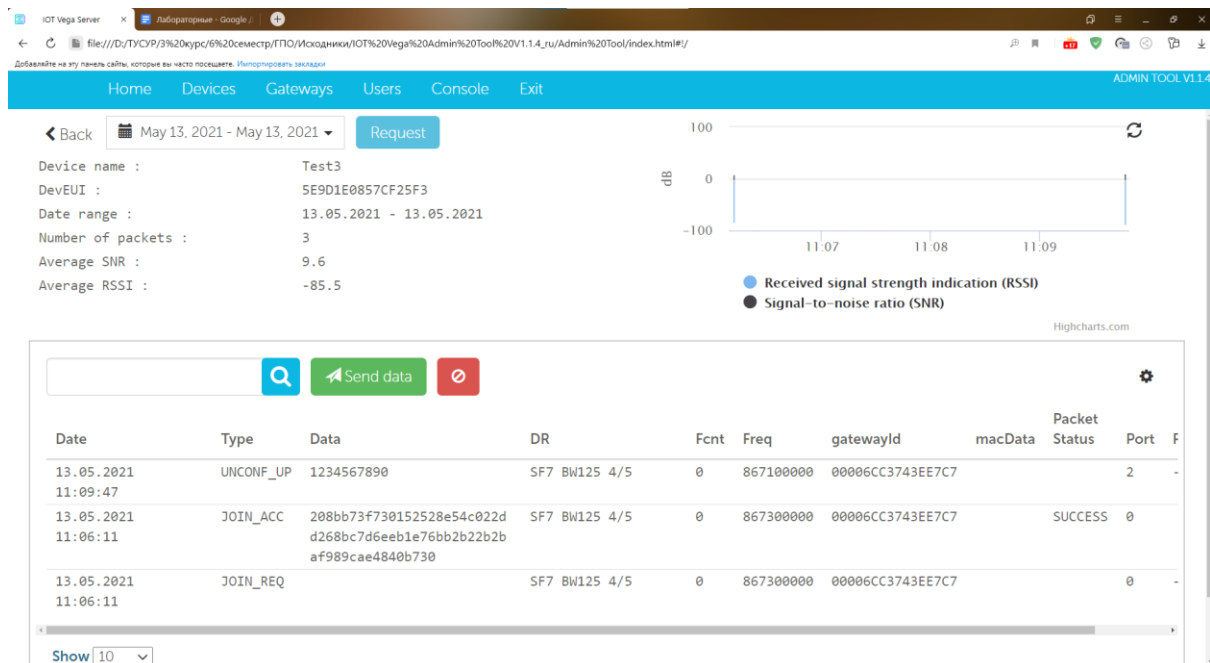 IOT Vega Server
Лабораторные - Google Д
file:///D:/ТУСУР/3%20курс/6%20семестр/ГПО/Исходники/IOT%20Vega%20Admin%20Tool%20V1.1.4_ru/Admin%20Tool/index.html#!/
Добавляйте на эту панель сайты, которые вы часто посещаете. Импортировать закладки
ADMIN TOOL V1.1.4
Home Devices Gateways Users Console Exit
Back May 13, 2021 - May 13, 2021 Request
Device name : Test3
DevEUI : 5E9D1E0857CF25F3
Date range : 13.05.2021 - 13.05.2021
Number of packets : 3
Average SNR : 9.6
Average RSSI : -85.5
100
dB
0
-100
11:07 11:08 11:09
Received signal strength indication (RSSI)
Signal-to-noise ratio (SNR)
Highcharts.com
Send data
Date Type Data DR Fcnt Freq gatewayId macData Packet Status Port
13.05.2021 UNCONF_UP 1234567890 SF7 BW125 4/5 0 867100000 00006CC3743EE7C7 2 -
11:09:47
13.05.2021 JOIN_ACC 208bb73f730152528e54c022d SF7 BW125 4/5 0 867300000 00006CC3743EE7C7 SUCCESS 0
11:06:11 d268bc7d6eeb1e76bb2b22b2b
af989cae4840b730
13.05.2021 JOIN_REQ SF7 BW125 4/5 0 867300000 00006CC3743EE7C7 0 -
11:06:11
Show 10